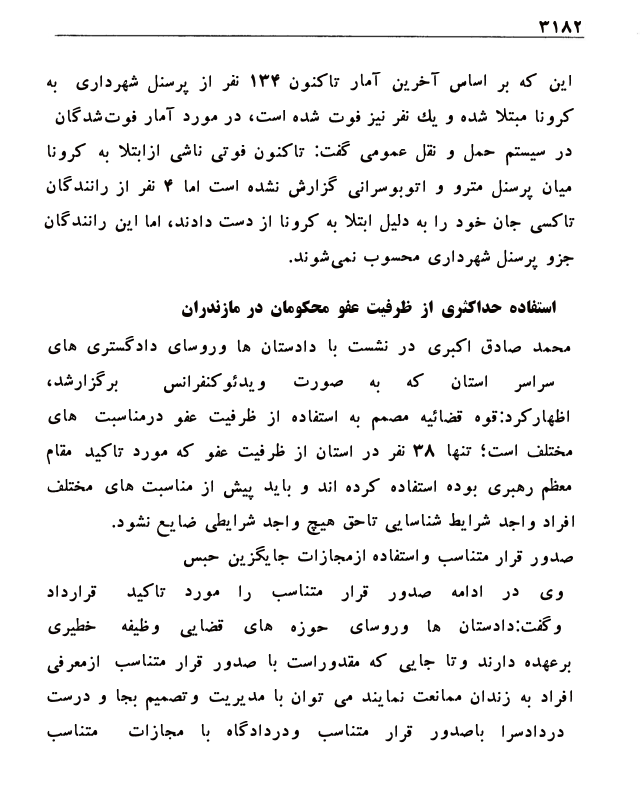 ۳۱۸۲
این که بر اساس آخرین آمار تاکنون ۱۳۴ نفر از پرسنل شهرداری به
کرونا مبتلا شده و یك نفر نیز فوت شده است، در مورد آمار فوت‌شدگان
در سیستم حمل و نقل عمومی گفت: تاکنون فوتی ناشی ازابتلا به کرونا
میان پرسنل مترو و اتوبوسرانی گزارش نشده است اما ۴ نفر از رانندگان
تاکسی جان خود را به دلیل ابتلا به کرونا از دست دادند، اما این رانندگان
جزو پرسنل شهرداری محسوب نمی‌شوند.
استفاده حداکثری از ظرفیت عفو محکومان در مازندران
محمد صادق اکبری در نشست با دادستان ها وروسای دادگستری های
سراسر استان که به صورت ویدئوکنفرانس برگزارشد،
اظهارکرد:قوه قضائیه مصمم به استفاده از ظرفیت عفو درمناسبت های
مختلف است؛ تنها ۳۸ نفر در استان از ظرفیت عفو که مورد تاکید مقام
معظم رهبری بوده استفاده کرده اند و باید پیش از مناسبت های مختلف
افراد واجد شرایط شناسایی تاحق هیچ واجد شرایطی ضایع نشود.
صدور قرار متناسب واستفاده ازمجازات جایگزین حبس
وی در ادامه صدور قرار متناسب را مورد تاکید قرارداد
وگفت:دادستان ها وروسای حوزه های قضایی وظیفه خطیری
برعهده دارند وتا جایی که مقدوراست با صدور قرار متناسب ازمعرفی
افراد به زندان ممانعت نمایند می توان با مدیریت وتصمیم بجا و درست
دردادسرا باصدور قرار متناسب ودردادگاه با مجازات متناسب